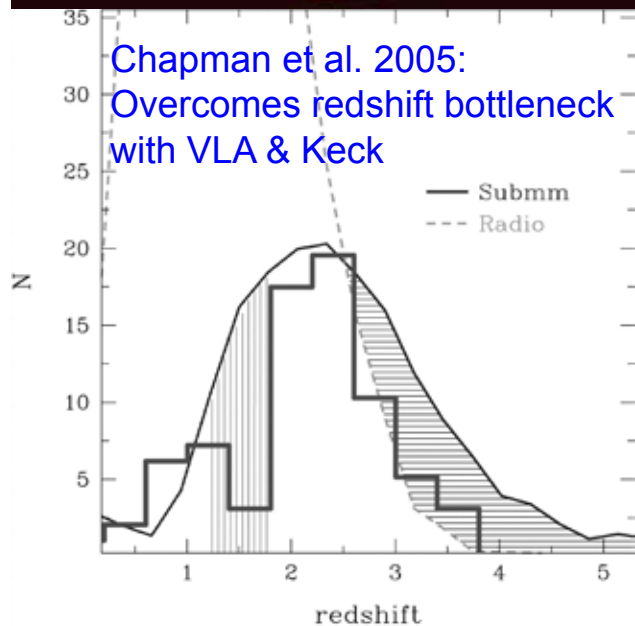 35
Chapman et al. 2005:
Overcomes redshift bottleneck
with VLA & Keck
30
25
Submm
Radio
20
N
15
10
5
1 2 3 4 5
redshift